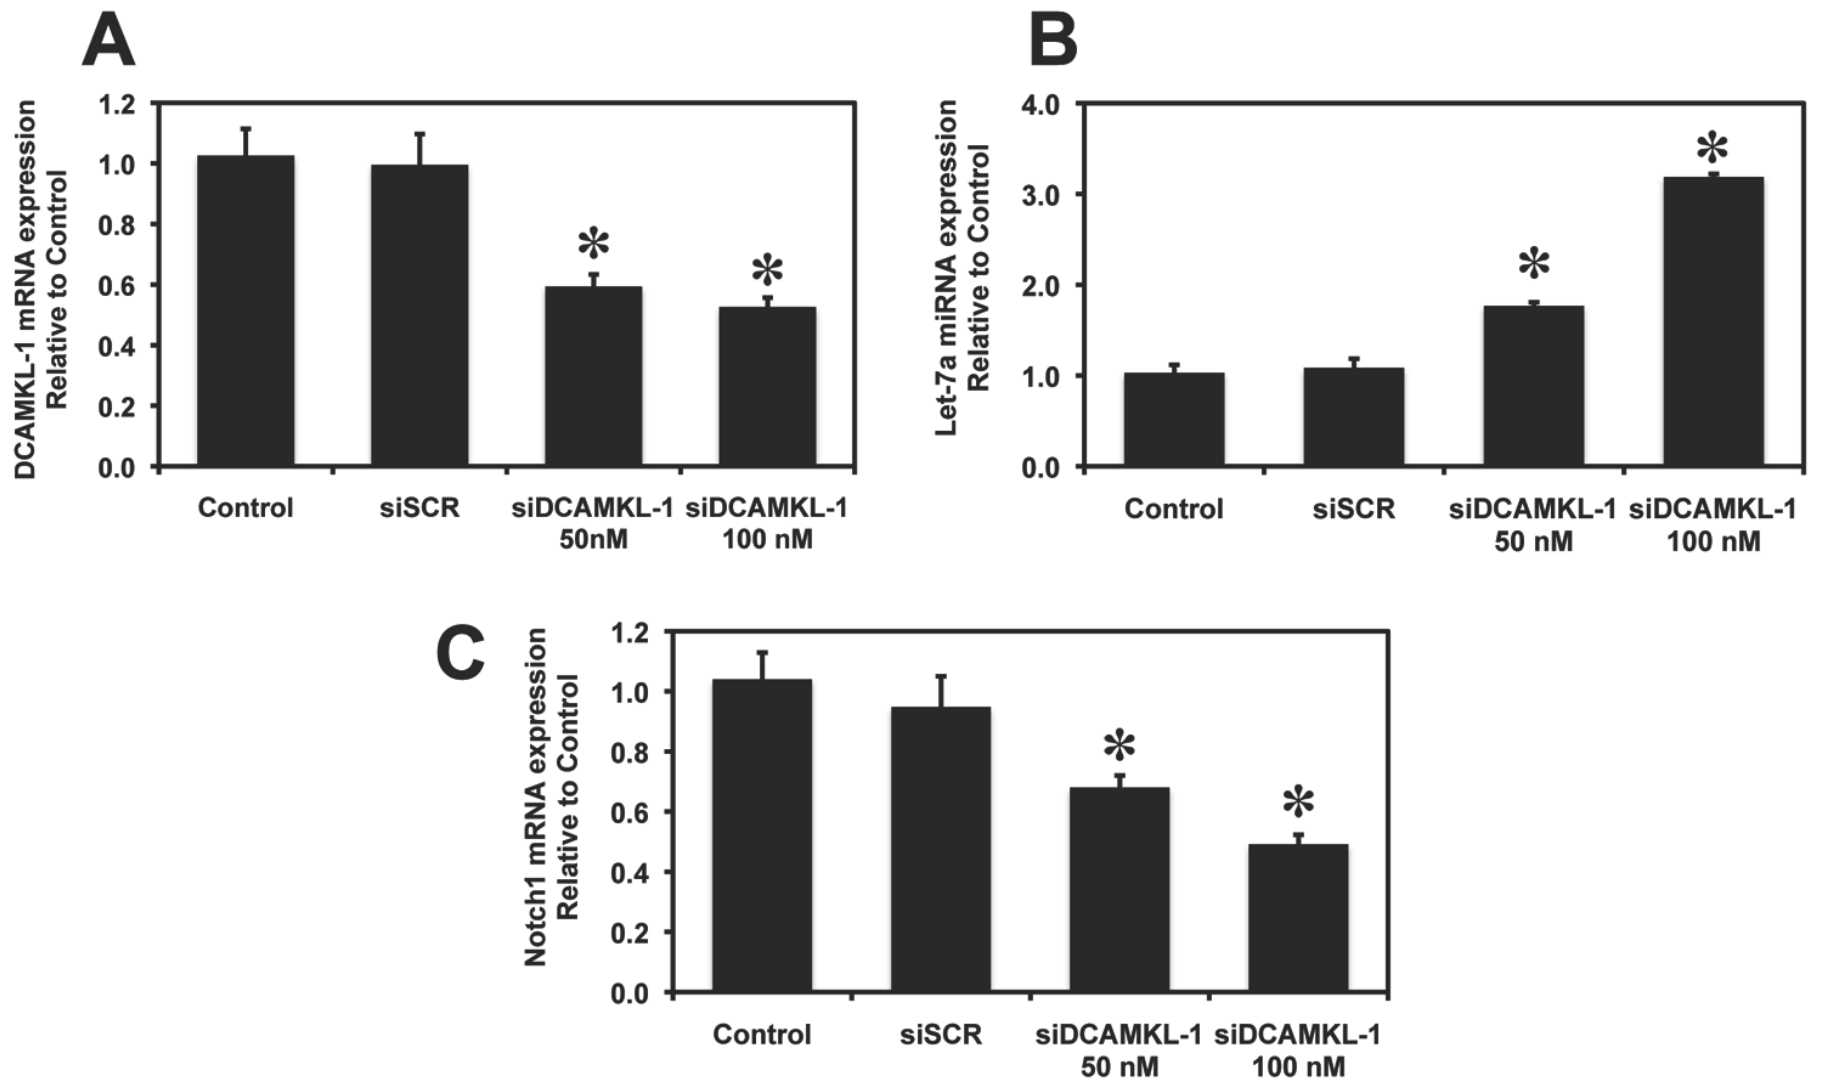 A
DCAMKL-1 mRNA expression
Relative to Control
1.2
1.0
0.8
0.6
0.4
0.2
0.0
*
*
Control
siSCR
siDCAMKL-1
50nM
siDCAMKL-1
100 nM
B
Let-7a miRNA expression
Relative to Control
4.0
3.0
2.0
1.0
0.0
*
*
Control
siSCR
siDCAMKL-1
50 nM
siDCAMKL-1
100 nM
C
Notch1 mRNA expression
Relative to Control
1.2
1.0
0.8
0.6
0.4
0.2
0.0
*
*
Control
siSCR
siDCAMKL-1
50 nM
siDCAMKL-1
100 nM